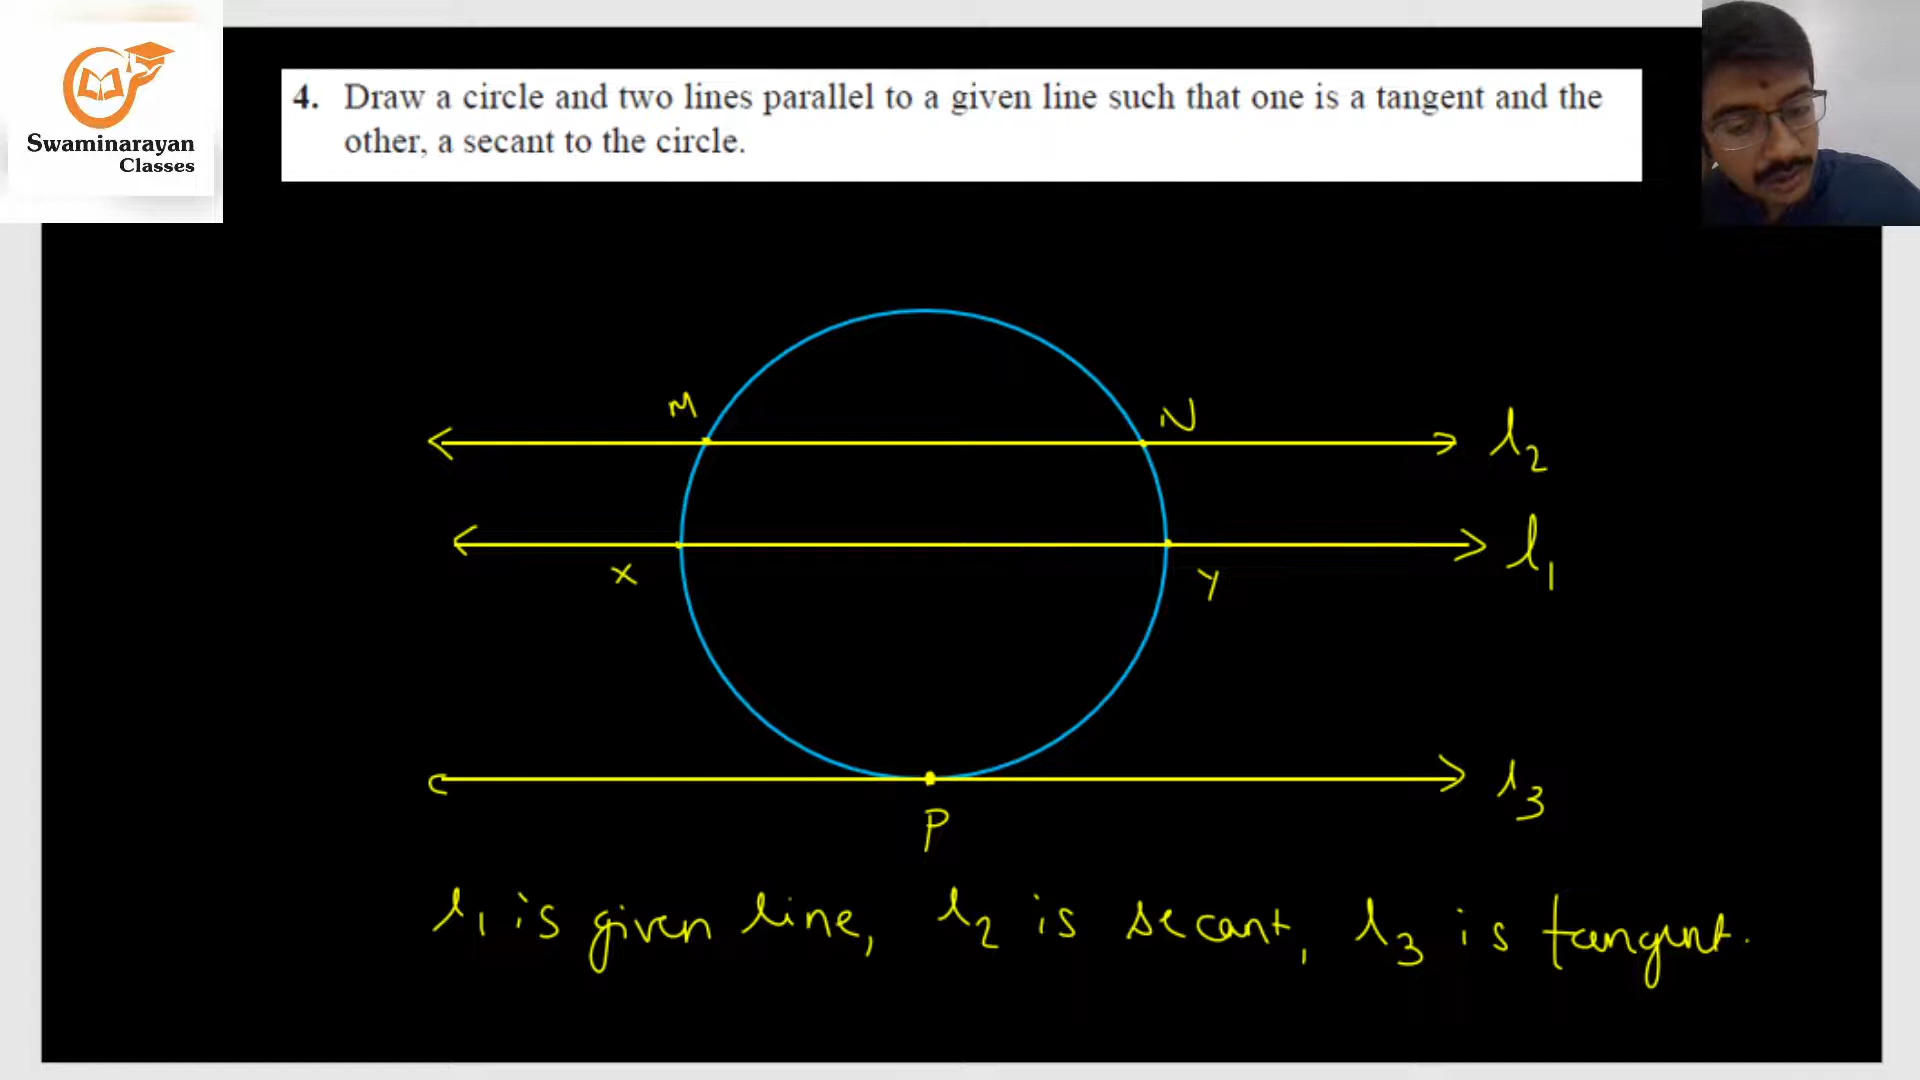 Swaminarayan
Classes
4. Draw a circle and two lines parallel to a given line such that one is a tangent and the
other, a secant to the circle.
M
N
l2
l1
X
Y
l3
P
l1 is given line, l2 is secant, l3 is tangent.